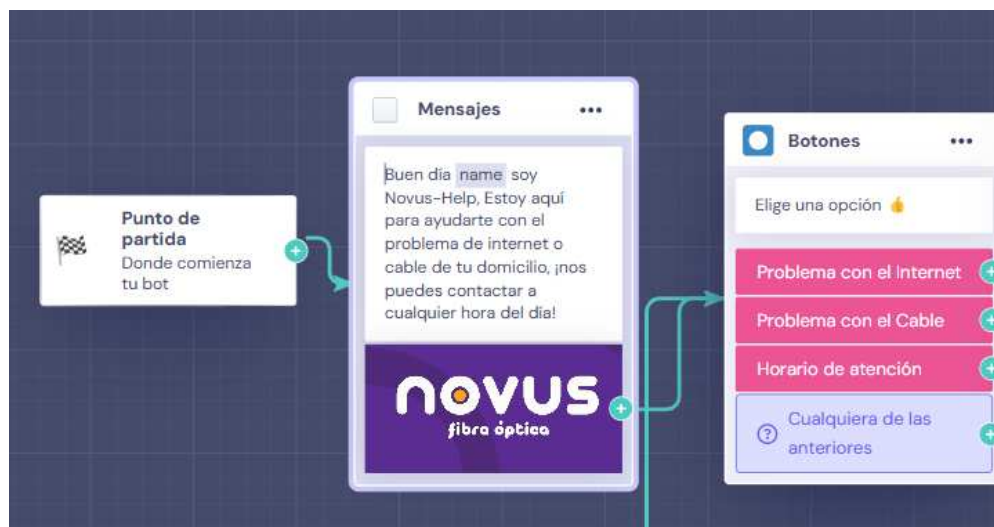 Punto de
partida
Donde comienza
tu bot
Mensajes
Buen día name soy
Novus-Help, Estoy aquí
para ayudarte con el
problema de internet o
cable de tu domicilio, ¡nos
puedes contactar a
cualquier hora del día!
novus
fibra óptica
Botones
Elige una opción 👍
Problema con el Internet
Problema con el Cable
Horario de atención
Cualquiera de las
anteriores